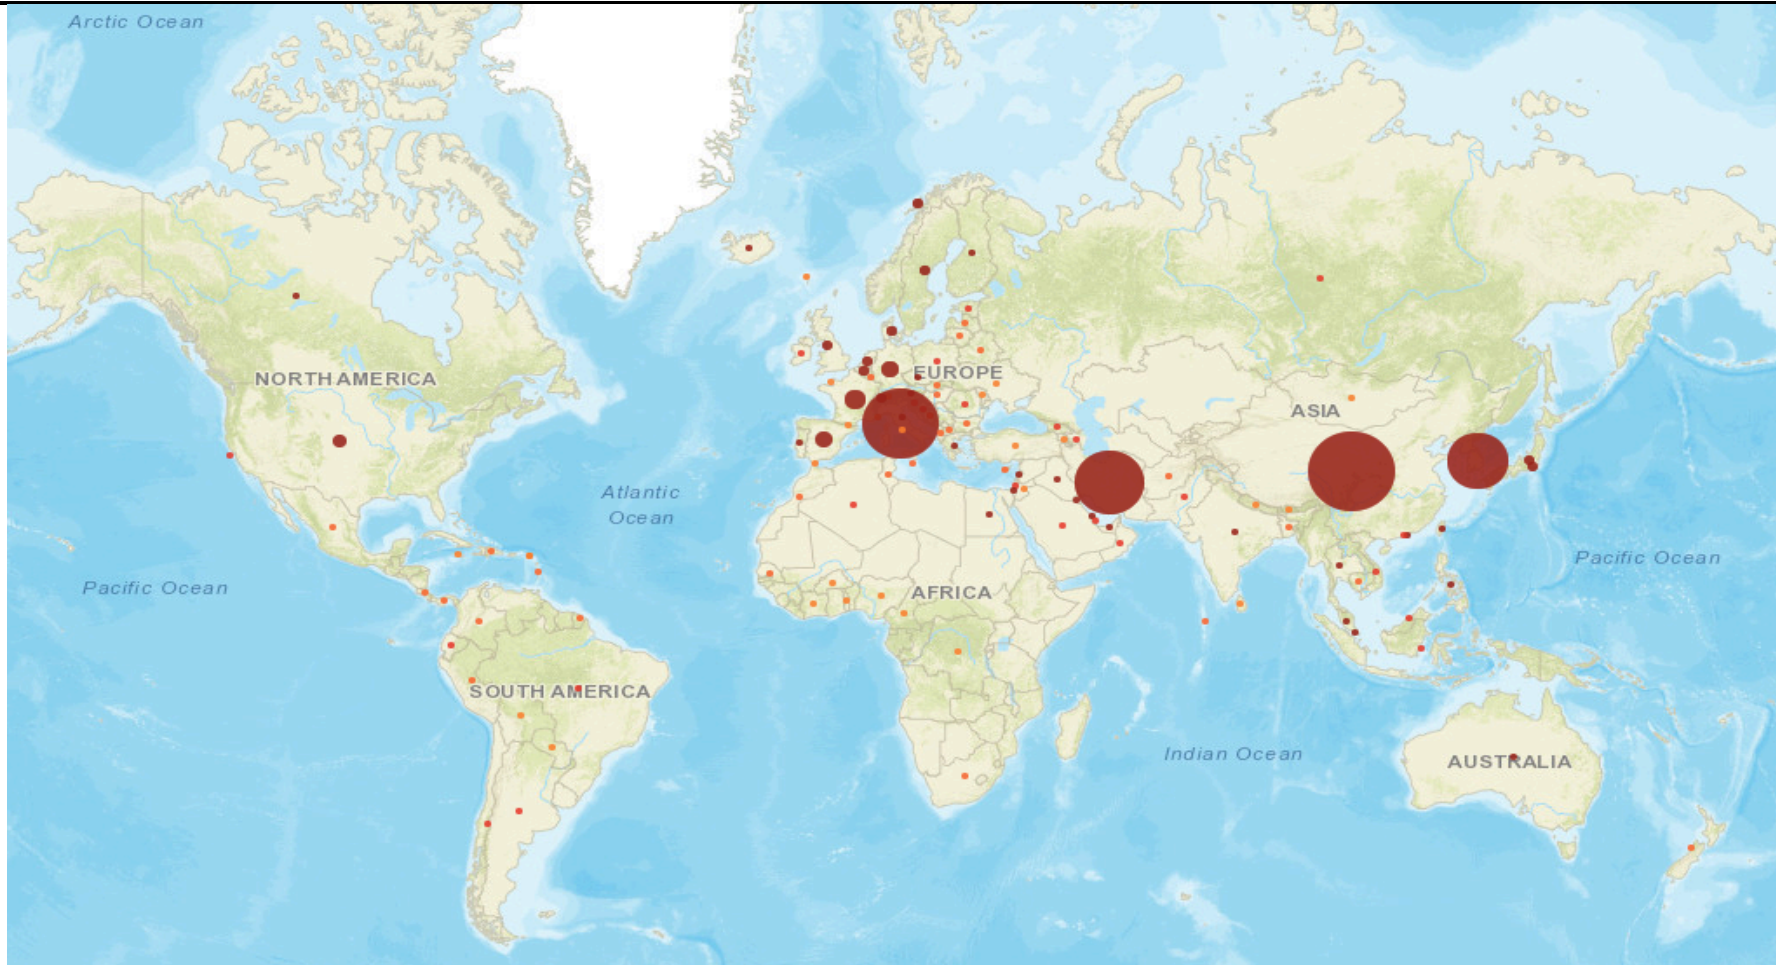 Arctic Ocean
NORTH AMERICA
EUROPE
ASIA
Atlantic
Ocean
Pacific Ocean
Pacific Ocean
AFRICA
SOUTH AMERICA
Indian Ocean
AUSTRALIA